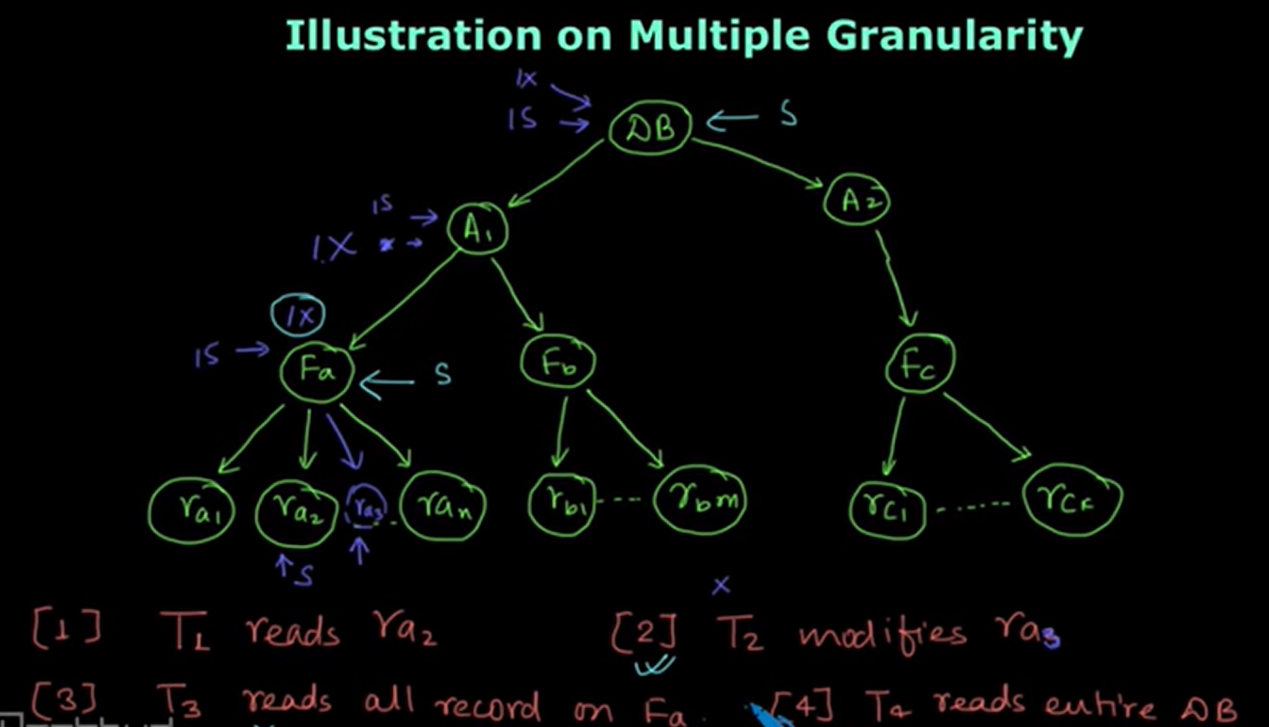 Illustration on Multiple Granularity
IX
IS → DB ← S
A2
IS →
IX A1
IX
IS → Fa ← S
Fb
Fc
ra1 ra2 ra3 ran rb1 rbm rc1 rck
S
X
[1] T1 reads ra2 [2] T2 modifies ra3
[3] T3 reads all record on Fa. [4] T4 reads entire DB